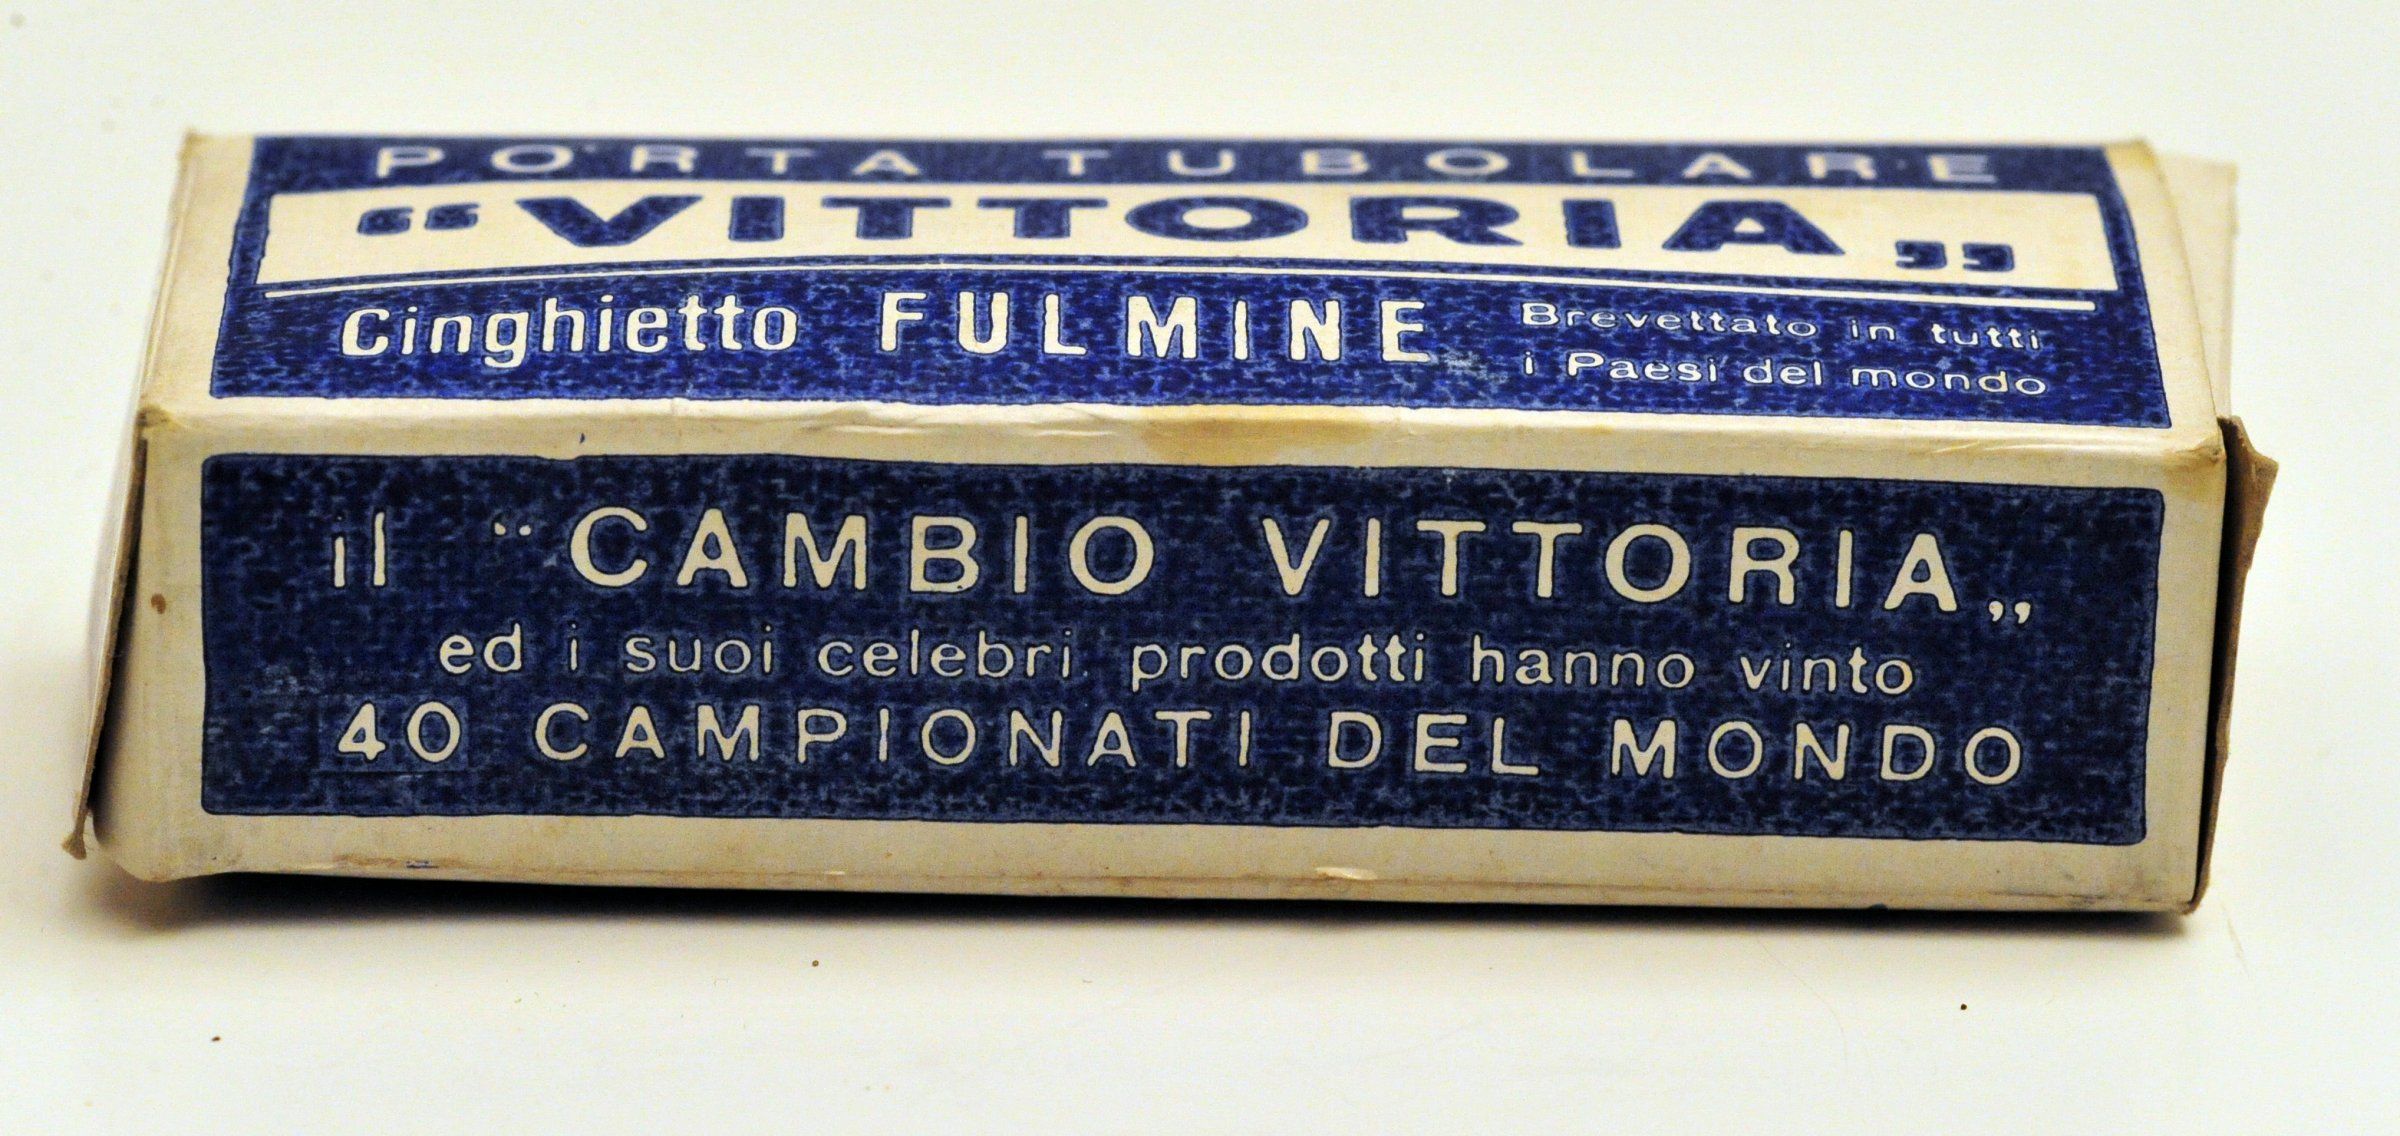 PORTA TUBOLARE
“VITTORIA„
Cinghietto FULMINE Brevettato in tutti
i Paesi del mondo
il “CAMBIO VITTORIA„
ed i suoi celebri prodotti hanno vinto
40 CAMPIONATI DEL MONDO